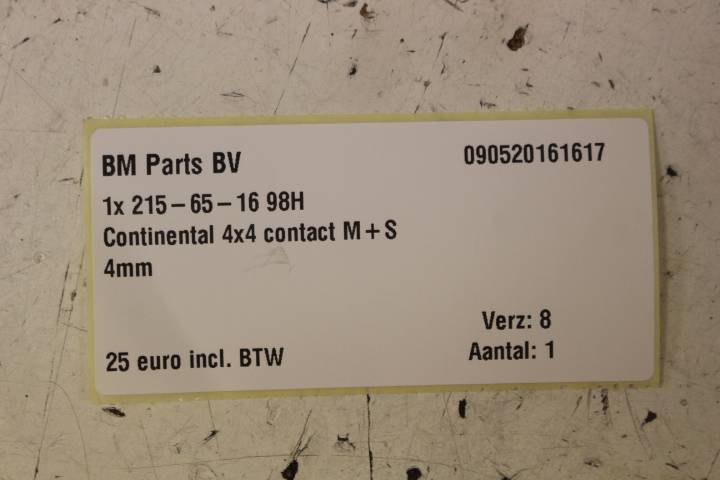 BM Parts BV 090520161617
1x 215-65-16 98H
Continental 4x4 contact M+S
4mm
Verz: 8
25 euro incl. BTW Aantal: 1